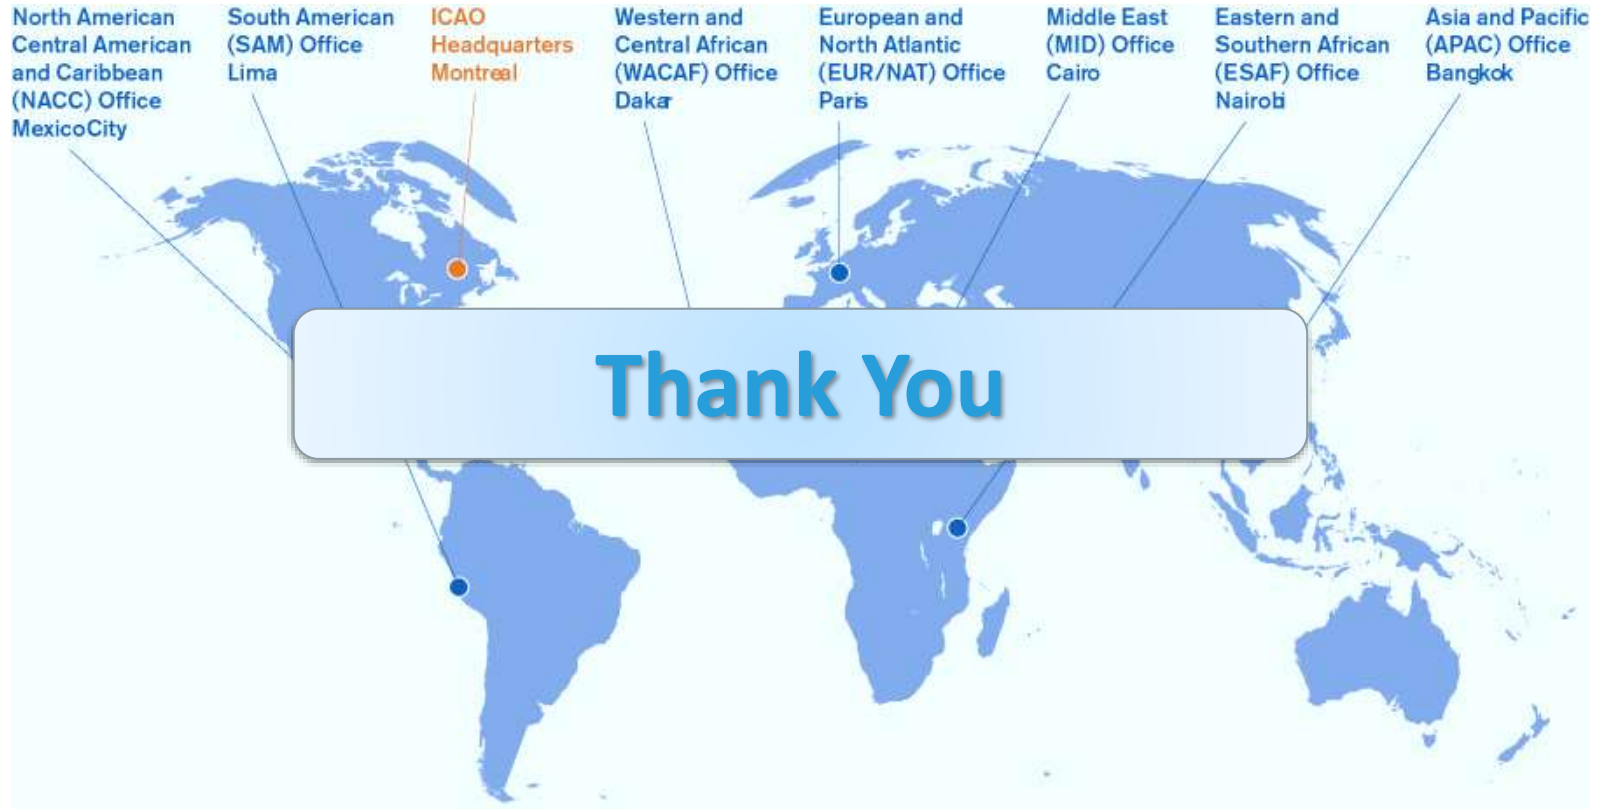 North American
Central American
and Caribbean
(NACC) Office
MexicoCity
South American
(SAM) Office
Lima
ICAO
Headquarters
Montreal
Western and
Central African
(WACAF) Office
Dakar
European and
North Atlantic
(EUR/NAT) Office
Paris
Middle East
(MID) Office
Cairo
Eastern and
Southern African
(ESAF) Office
Nairobi
Asia and Pacific
(APAC) Office
Bangkok
Thank You